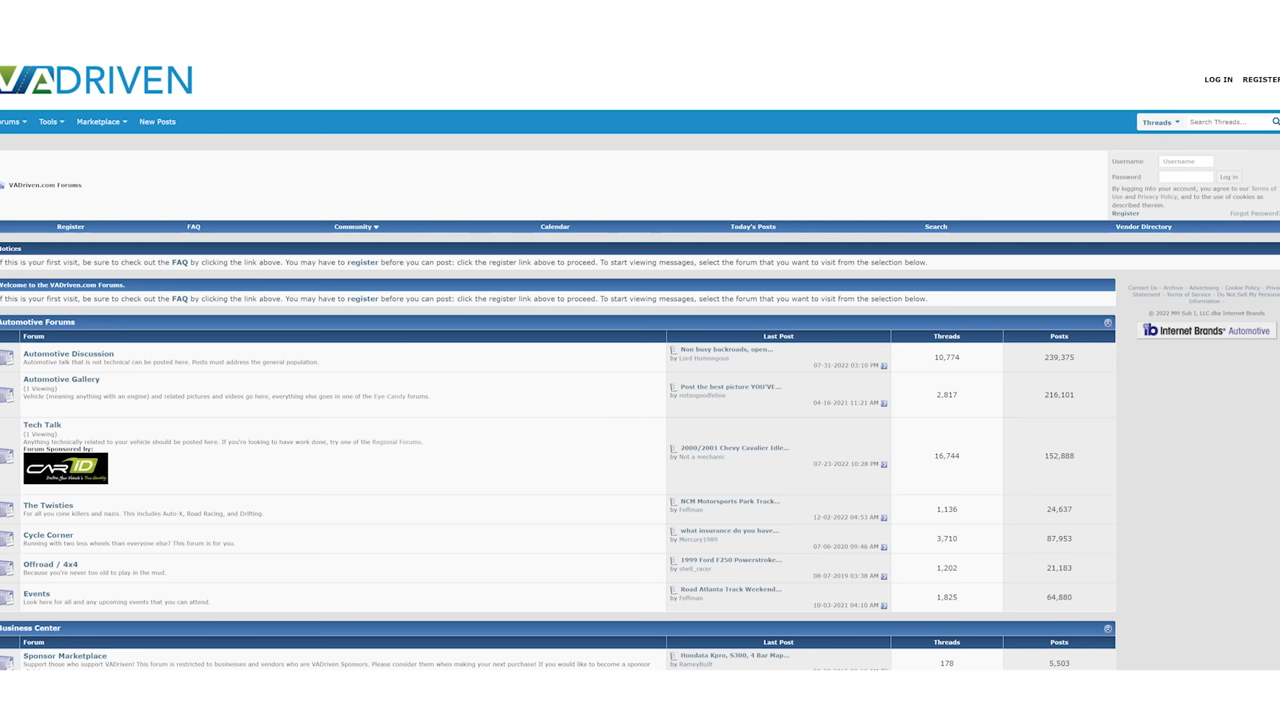 VADRIVEN
LOG IN REGISTER
orums Tools Marketplace New Posts
Threads Search Threads...
Username Username
VADriven.com Forums
Password Log in
By logging into your account, you agree to our Terms of
Use and Privacy Policy, and to the use of cookies as
described therein.
Register Forgot Password?
Register FAQ Community Calendar Today's Posts Search Vendor Directory
Notices
f this is your first visit, be sure to check out the FAQ by clicking the link above. You may have to register before you can post: click the register link above to proceed. To start viewing messages, select the forum that you want to visit from the selection below.
Welcome to the VADriven.com Forums.
f this is your first visit, be sure to check out the FAQ by clicking the link above. You may have to register before you can post: click the register link above to proceed. To start viewing messages, select the forum that you want to visit from the selection below.
Contact Us - Archive - Advertising - Cookie Policy - Priva
Statement - Terms of Service - Do Not Sell My Persona
Information -
© 2022 MH Sub I, LLC dba Internet Brands
ib Internet Brands Automotive
Automotive Forums
Forum Last Post Threads Posts
Automotive Discussion
Automotive talk that is not technical can be posted here. Posts must address the general population.
Non busy backroads, open...
by Lord Humongous
07-31-2022 03:10 PM
10,774 239,375
Automotive Gallery
(1 Viewing)
Vehicle (meaning anything with an engine) and related pictures and videos go here, everything else goes in one of the Eye-Candy forums.
Post the best picture YOU'VE...
by notsogoodfeline
04-16-2021 11:21 AM
2,817 216,101
Tech Talk
(1 Viewing)
Anything technically related to your vehicle should be posted here. If you're looking to have work done, try one of the Regional Forums.
Forum Sponsored by:
CARiD
2000/2001 Chevy Cavalier Idle...
by Not a mechanic
07-23-2022 10:28 PM
16,744 152,888
The Twisties
For all you cone killers and nazis. This includes Auto-X, Road Racing, and Drifting.
NCM Motorsports Park Track...
by Feffman
12-02-2022 04:53 AM
1,136 24,637
Cycle Corner
Running with two less wheels than everyone else? This forum is for you.
what insurance do you have...
by Mercury1989
07-06-2020 09:46 AM
3,710 87,953
Offroad / 4x4
Because you're never too old to play in the mud.
1999 Ford F250 Powerstroke...
by shell_racer
08-07-2019 03:38 AM
1,202 21,183
Events
Look here for all and any upcoming events that you can attend.
Road Atlanta Track Weekend...
by Feffman
10-03-2021 04:10 AM
1,825 64,880
Business Center
Forum Last Post Threads Posts
Sponsor Marketplace
Support those who support VADriven! This forum is restricted to businesses and vendors who are VADriven Sponsors. Please consider them when making your next purchase! If you would like to become a sponsor
Hondata Kpro, S300, 4 Bar Map...
by RameyBuilt
178 5,503